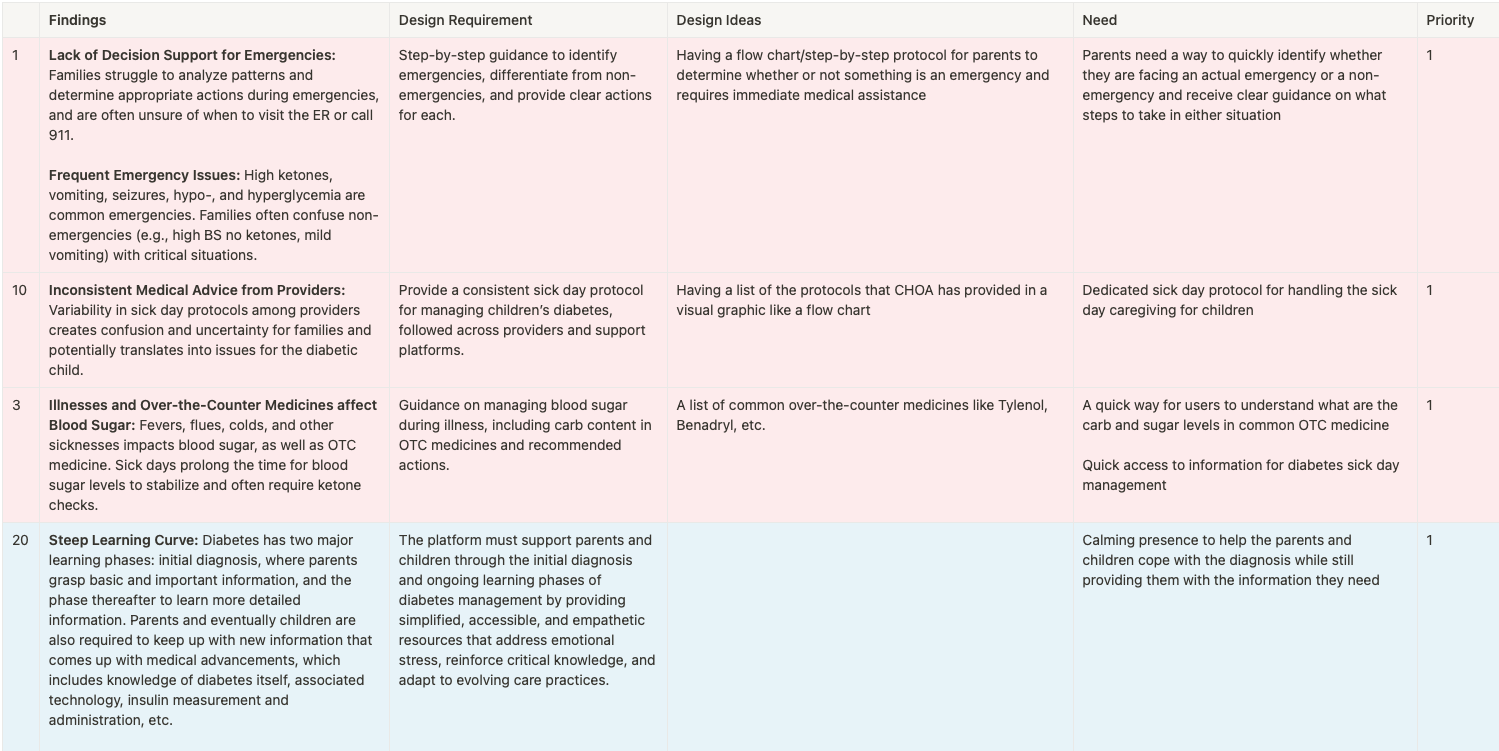 Findings
Design Requirement
Design Ideas
Need
Priority
1
Lack of Decision Support for Emergencies:
Families struggle to analyze patterns and
determine appropriate actions during emergencies,
and are often unsure of when to visit the ER or call
911.
Frequent Emergency Issues: High ketones,
vomiting, seizures, hypo-, and hyperglycemia are
common emergencies. Families often confuse non-
emergencies (e.g., high BS no ketones, mild
vomiting) with critical situations.
Step-by-step guidance to identify
emergencies, differentiate from non-
emergencies, and provide clear actions
for each.
Having a flow chart/step-by-step protocol for parents to
determine whether or not something is an emergency and
requires immediate medical assistance
Parents need a way to quickly identify whether
they are facing an actual emergency or a non-
emergency and receive clear guidance on what
steps to take in either situation
1
10
Inconsistent Medical Advice from Providers:
Variability in sick day protocols among providers
creates confusion and uncertainty for families and
potentially translates into issues for the diabetic
child.
Provide a consistent sick day protocol
for managing children’s diabetes,
followed across providers and support
platforms.
Having a list of the protocols that CHOA has provided in a
visual graphic like a flow chart
Dedicated sick day protocol for handling the sick
day caregiving for children
1
3
Illnesses and Over-the-Counter Medicines affect
Blood Sugar: Fevers, flues, colds, and other
sicknesses impacts blood sugar, as well as OTC
medicine. Sick days prolong the time for blood
sugar levels to stabilize and often require ketone
checks.
Guidance on managing blood sugar
during illness, including carb content in
OTC medicines and recommended
actions.
A list of common over-the-counter medicines like Tylenol,
Benadryl, etc.
A quick way for users to understand what are the
carb and sugar levels in common OTC medicine
Quick access to information for diabetes sick day
management
1
20
Steep Learning Curve: Diabetes has two major
learning phases: initial diagnosis, where parents
grasp basic and important information, and the
phase thereafter to learn more detailed
information. Parents and eventually children are
also required to keep up with new information that
comes up with medical advancements, which
includes knowledge of diabetes itself, associated
technology, insulin measurement and
administration, etc.
The platform must support parents and
children through the initial diagnosis
and ongoing learning phases of
diabetes management by providing
simplified, accessible, and empathetic
resources that address emotional
stress, reinforce critical knowledge, and
adapt to evolving care practices.
Calming presence to help the parents and
children cope with the diagnosis while still
providing them with the information they need
1